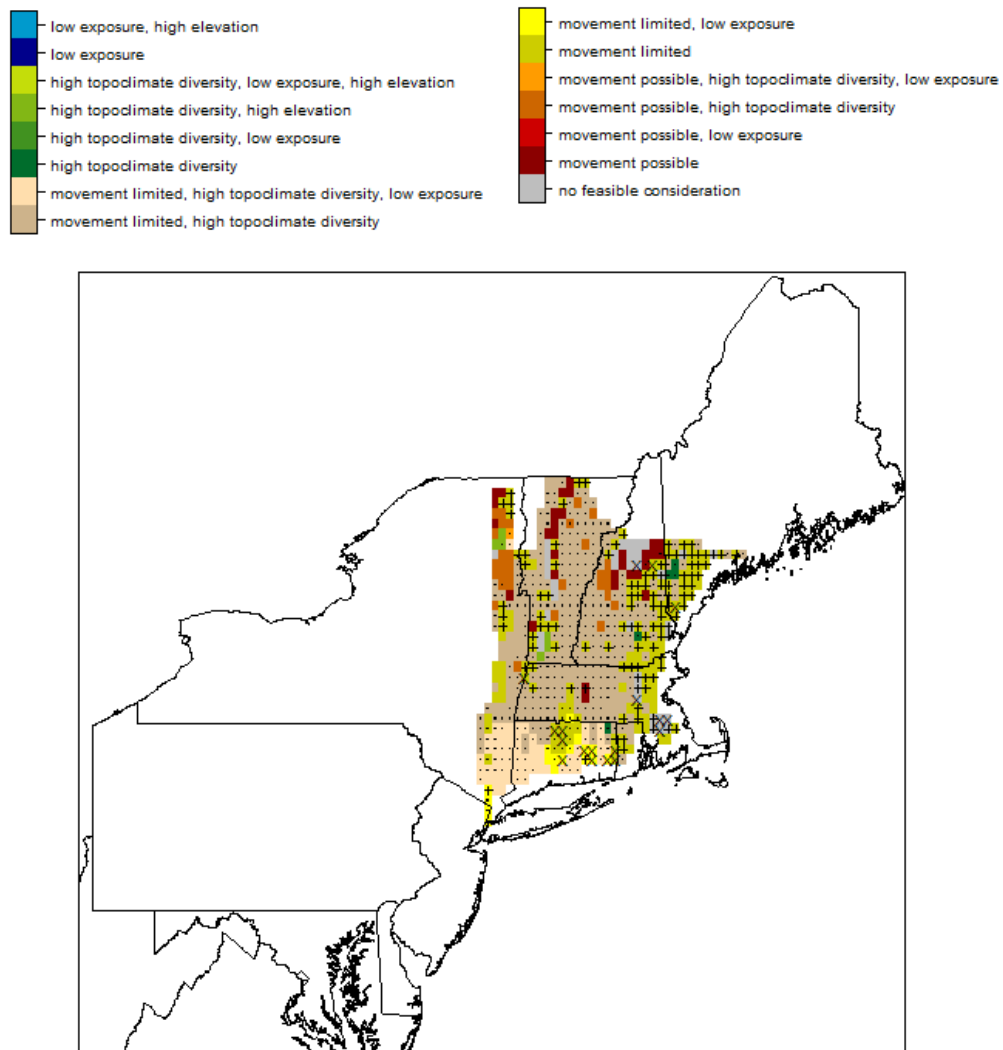 low exposure, high elevation
low exposure
high topoclimate diversity, low exposure, high elevation
high topoclimate diversity, high elevation
high topoclimate diversity, low exposure
high topoclimate diversity
movement limited, high topoclimate diversity, low exposure
movement limited, high topoclimate diversity
movement limited, low exposure
movement limited
movement possible, high topoclimate diversity, low exposure
movement possible, high topoclimate diversity
movement possible, low exposure
movement possible
no feasible consideration